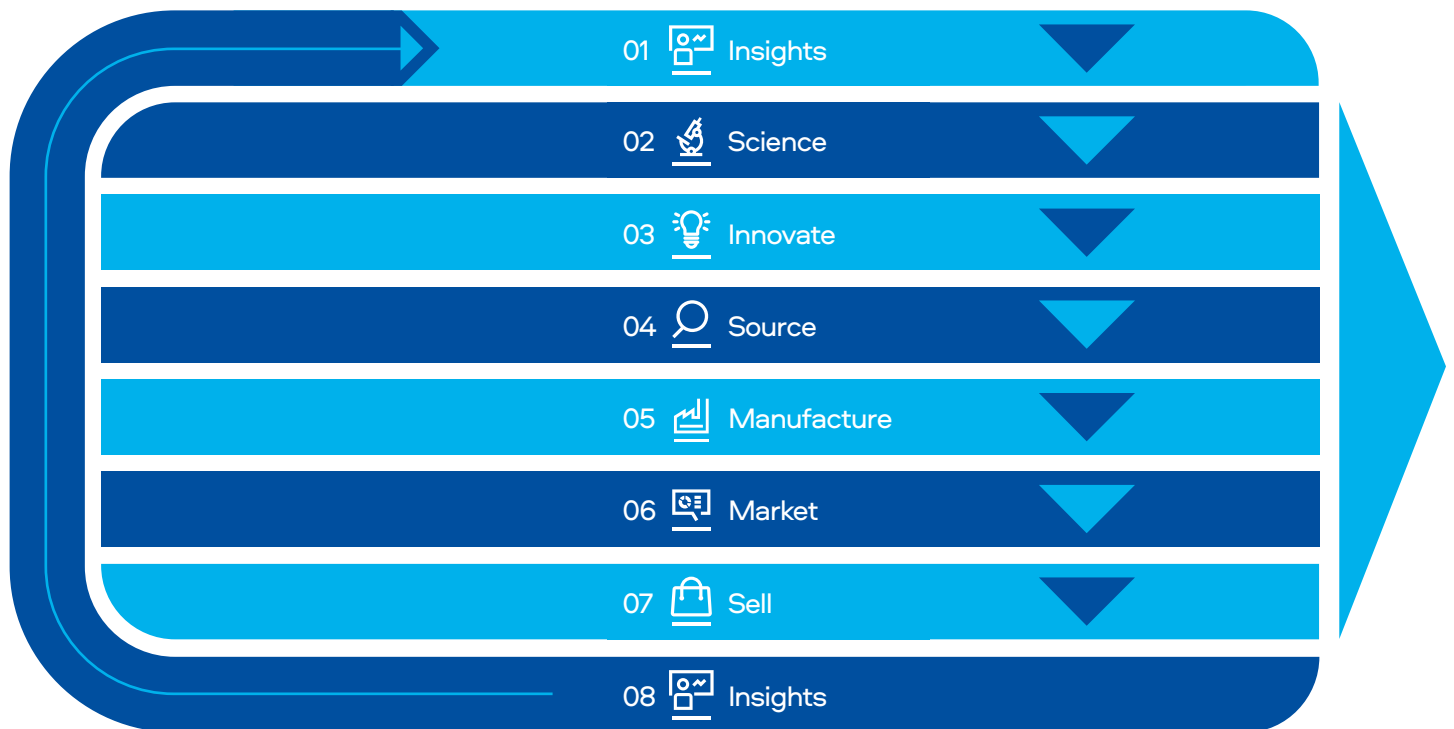 01 Insights
02 Science
03 Innovate
04 Source
05 Manufacture
06 Market
07 Sell
08 Insights